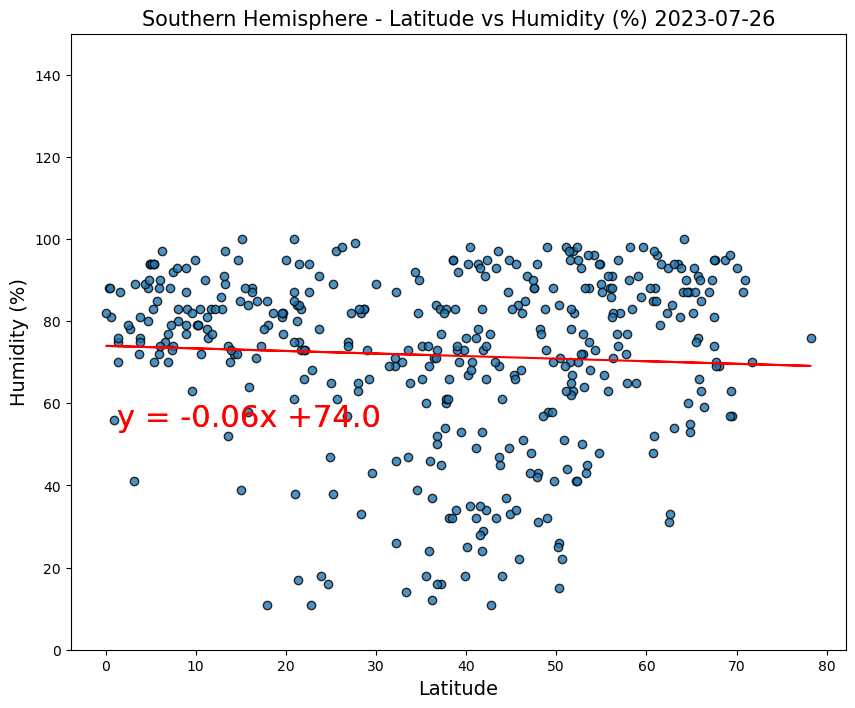 Southern Hemisphere - Latitude vs Humidity (%) 2023-07-26
140
120
100
80
60
40
20
0
Humidity (%)
y = -0.06x +74.0
0 10 20 30 40 50 60 70 80
Latitude